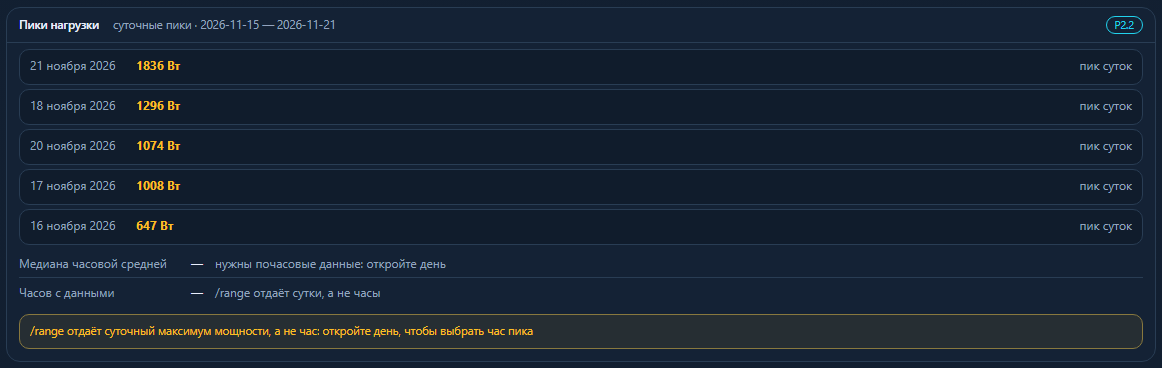 Пики нагрузки суточные пики · 2026-11-15 — 2026-11-21 P2.2
21 ноября 2026 1836 Вт пик суток
18 ноября 2026 1296 Вт пик суток
20 ноября 2026 1074 Вт пик суток
17 ноября 2026 1008 Вт пик суток
16 ноября 2026 647 Вт пик суток
Медиана часовой средней — нужны почасовые данные: откройте день
Часов с данными — /range отдаёт сутки, а не часы
/range отдаёт суточный максимум мощности, а не час: откройте день, чтобы выбрать час пика